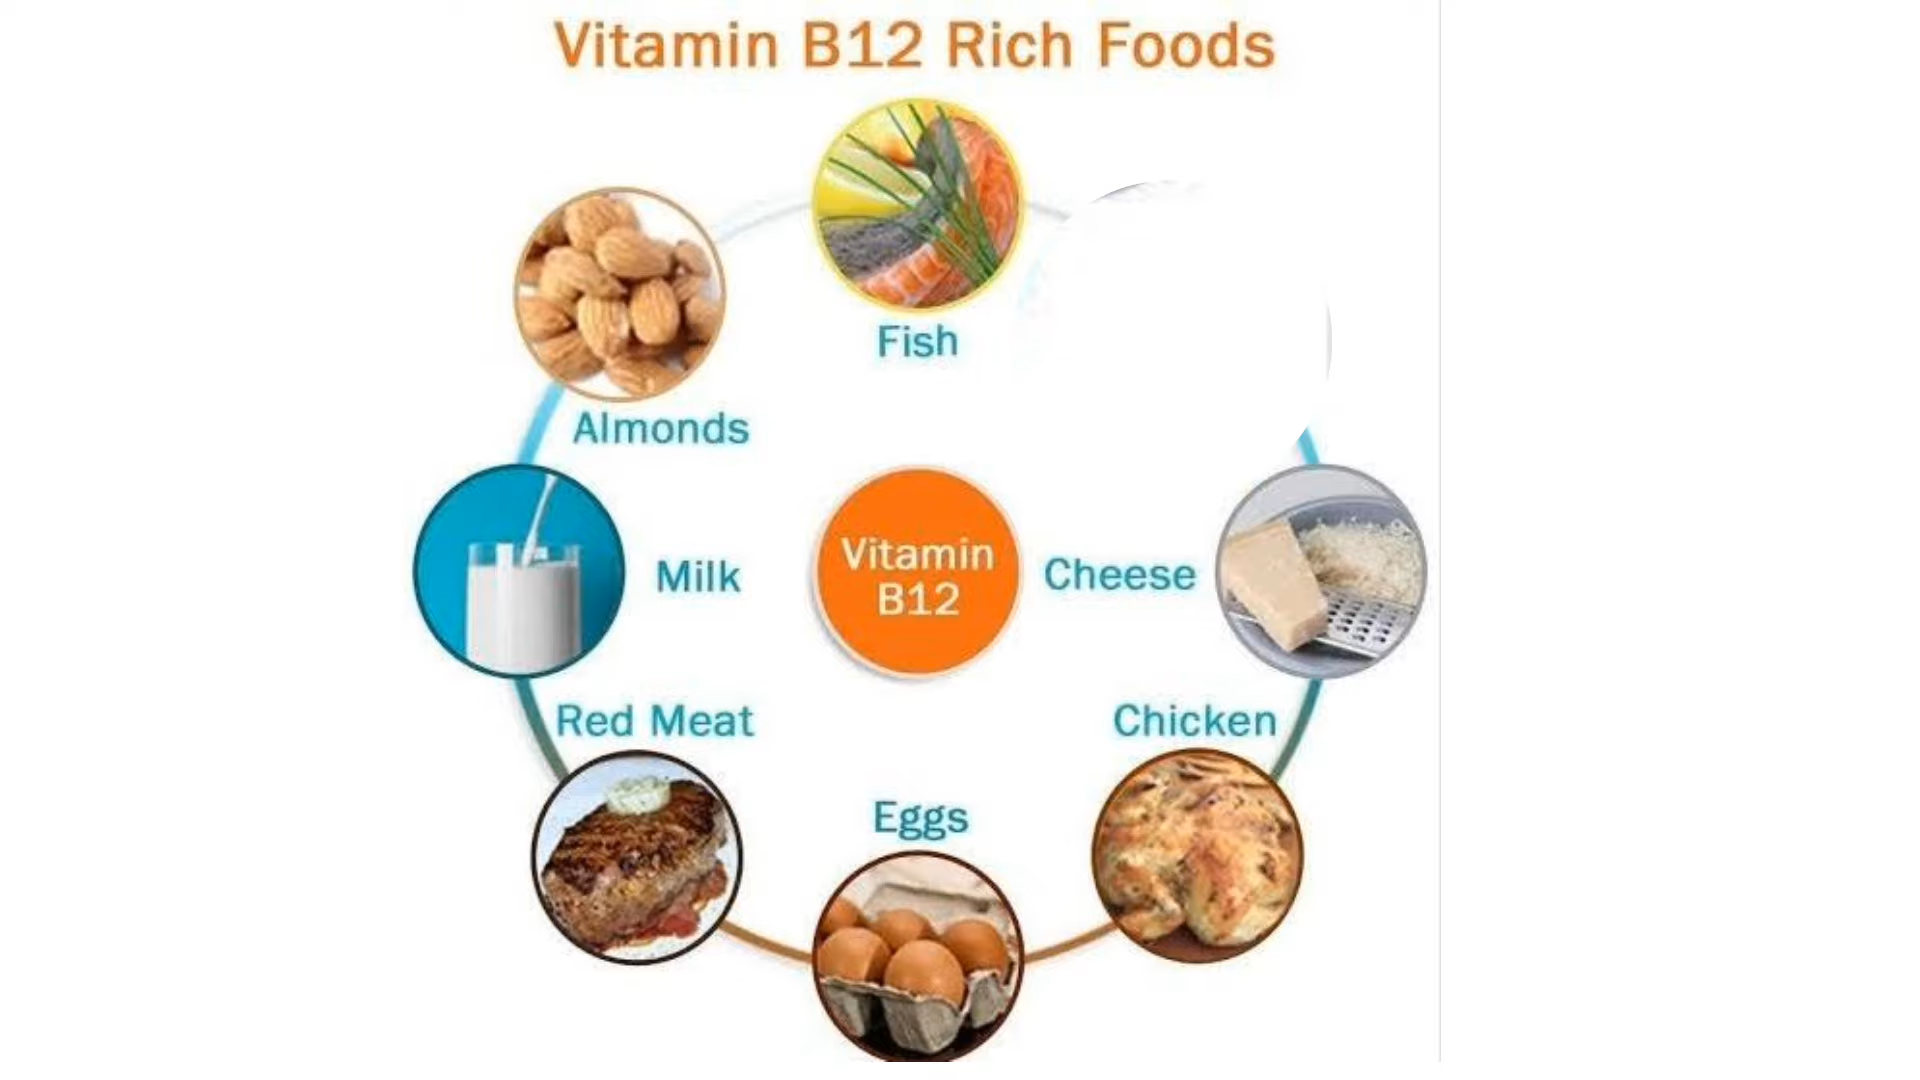 Vitamin B12 Rich Foods
Fish
Almonds
Milk
Vitamin
B12
Cheese
Red Meat
Chicken
Eggs